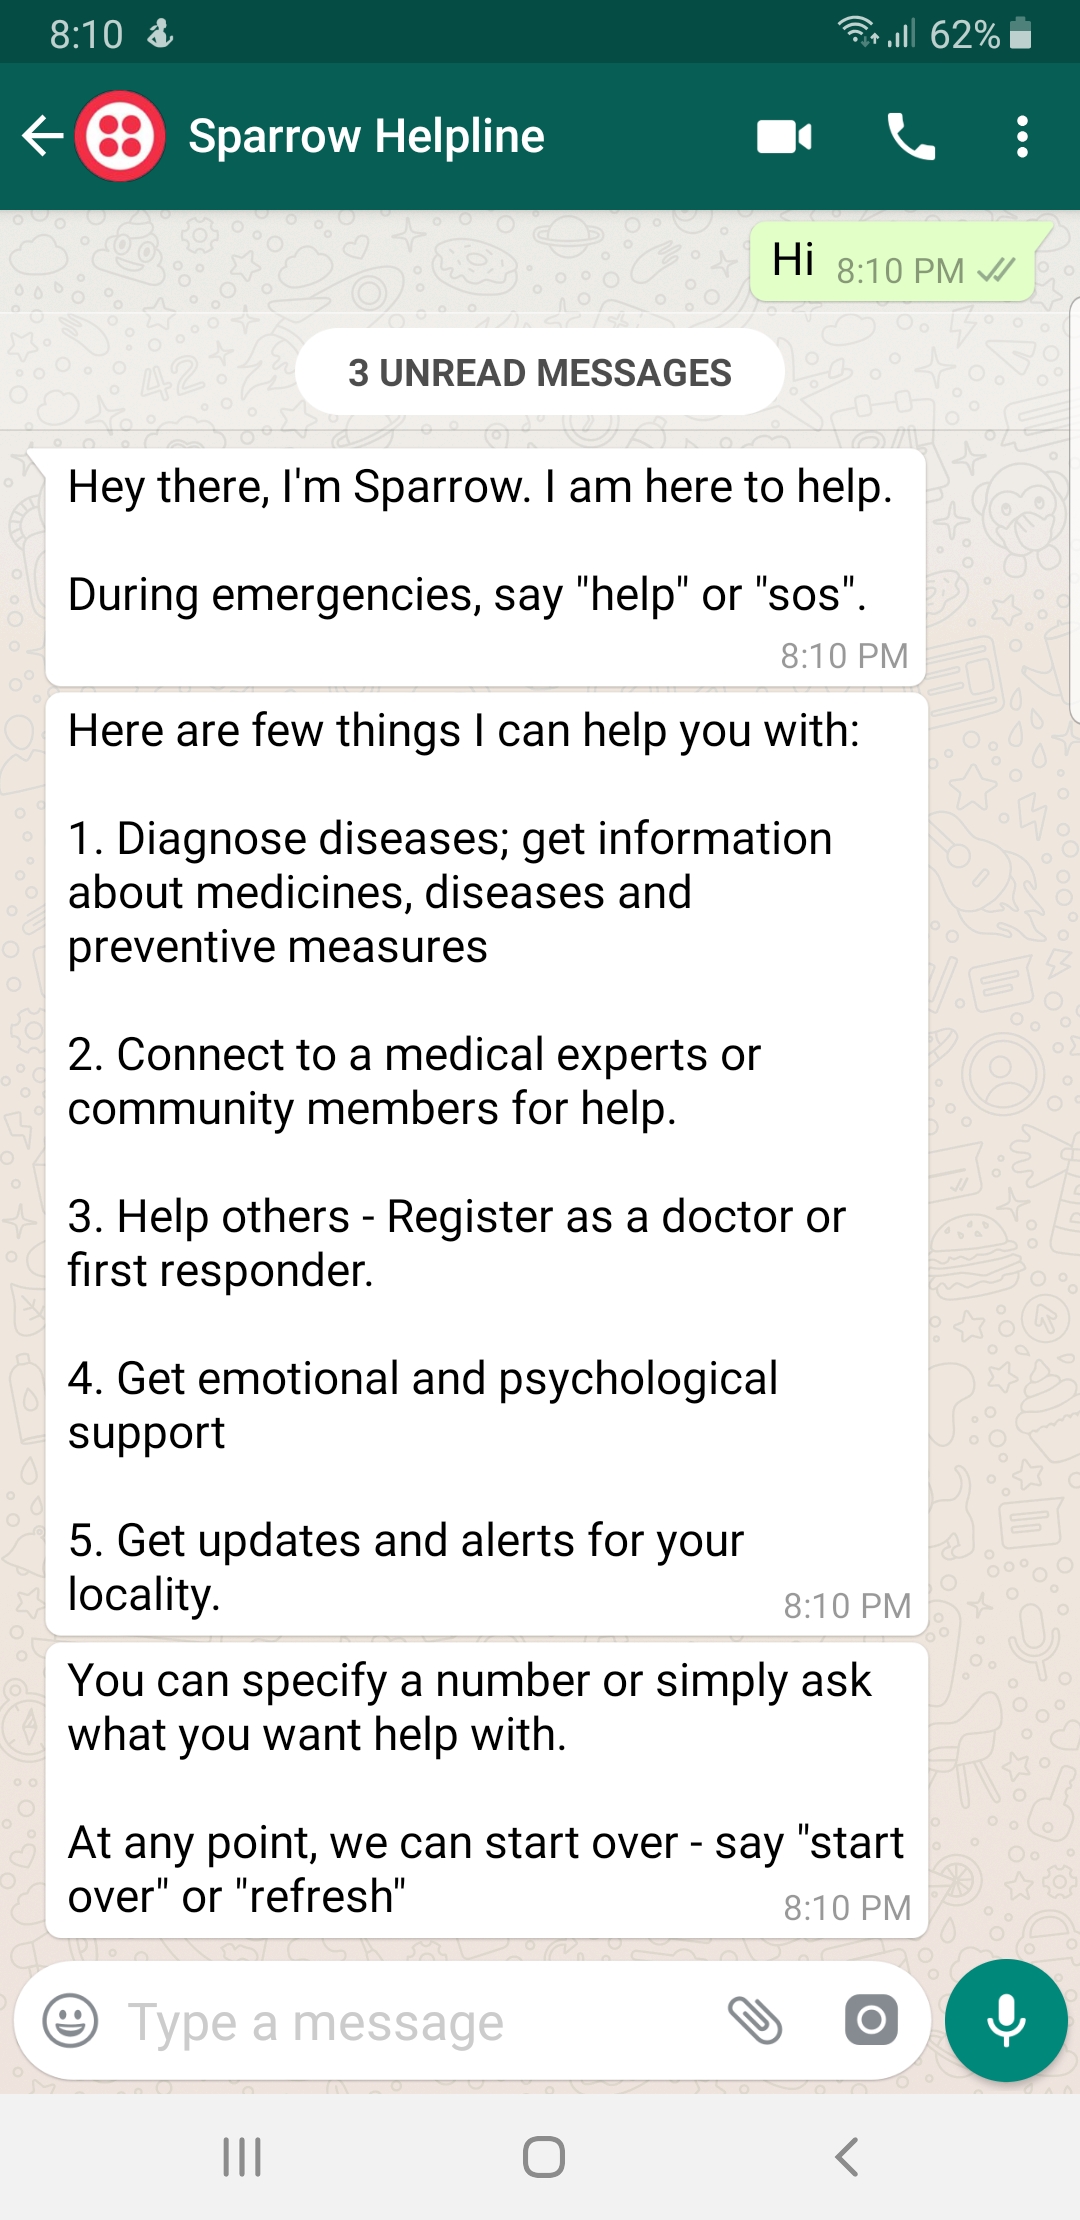 8:10
62%
Sparrow Helpline
Hi 8:10 PM
3 UNREAD MESSAGES
Hey there, I'm Sparrow. I am here to help.
During emergencies, say "help" or "sos".
8:10 PM
Here are few things I can help you with:
1. Diagnose diseases; get information
about medicines, diseases and
preventive measures
2. Connect to a medical experts or
community members for help.
3. Help others - Register as a doctor or
first responder.
4. Get emotional and psychological
support
5. Get updates and alerts for your
locality.
8:10 PM
You can specify a number or simply ask
what you want help with.
At any point, we can start over - say "start
over" or "refresh"
8:10 PM
Type a message